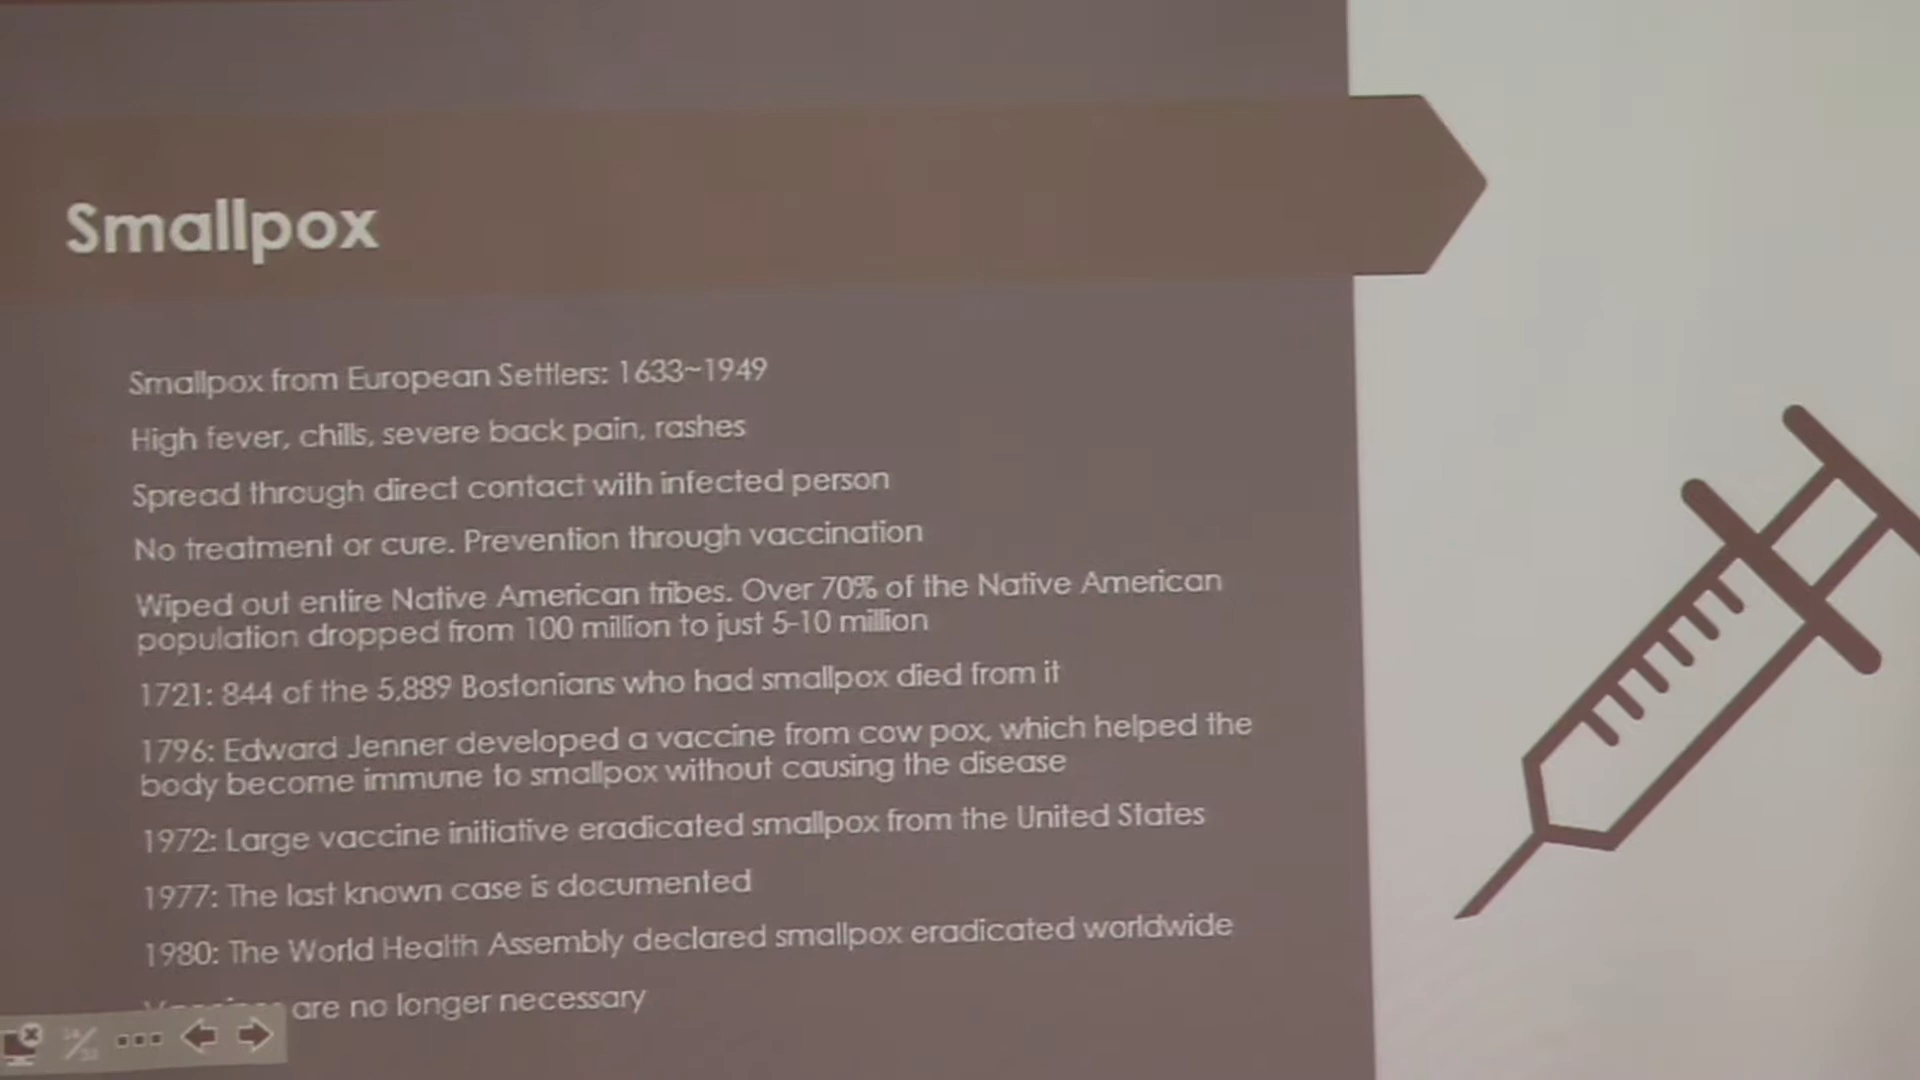 Smallpox
Smallpox from European Settlers: 1633~1949
High fever, chills, severe back pain, rashes
Spread through direct contact with infected person
No treatment or cure. Prevention through vaccination
Wiped out entire Native American tribes. Over 70% of the Native American
population dropped from 100 million to just 5-10 million
1721: 844 of the 5,889 Bostonians who had smallpox died from it
1796: Edward Jenner developed a vaccine from cow pox, which helped the
body become immune to smallpox without causing the disease
1972: Large vaccine initiative eradicated smallpox from the United States
1977: The last known case is documented
1980: The World Health Assembly declared smallpox eradicated worldwide
are no longer necessary